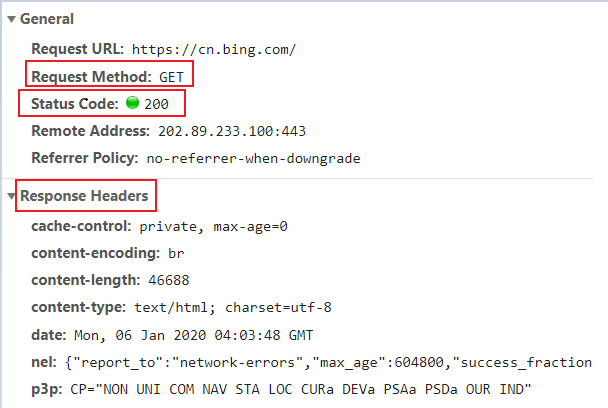 General
Request URL: https://cn.bing.com/
Request Method: GET
Status Code: 200
Remote Address: 202.89.233.100:443
Referrer Policy: no-referrer-when-downgrade
Response Headers
cache-control: private, max-age=0
content-encoding: br
content-length: 46688
content-type: text/html; charset=utf-8
date: Mon, 06 Jan 2020 04:03:48 GMT
nel: {"report_to":"network-errors","max_age":604800,"success_fraction
p3p: CP="NON UNI COM NAV STA LOC CURa DEVa PSAa PSDa OUR IND"